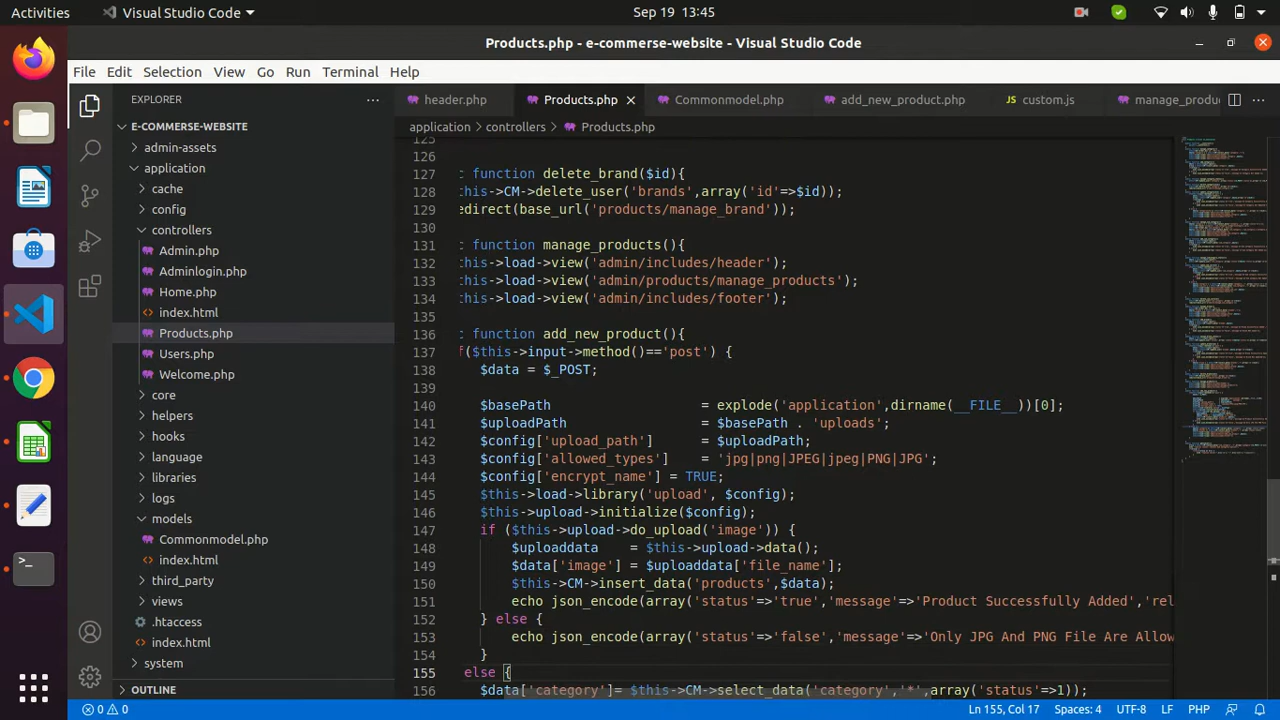 Activities
Visual Studio Code
Sep 19 13:45
Products.php - e-commerse-website - Visual Studio Code
File Edit Selection View Go Run Terminal Help
EXPLORER
header.php
Products.php
Commonmodel.php
add_new_product.php
JS custom.js
manage_produ
E-COMMERSE-WEBSITE
admin-assets
application
cache
config
controllers
Admin.php
Adminlogin.php
Home.php
index.html
Products.php
Users.php
Welcome.php
core
helpers
hooks
language
libraries
logs
models
Commonmodel.php
index.html
third_party
views
.htaccess
index.html
system
OUTLINE
application > controllers > Products.php
125
126
127 c function delete_brand($id){
128 this->CM->delete_user('brands',array('id'=>$id));
129 edirect(base_url('products/manage_brand'));
130
131 c function manage_products(){
132 this->load->view('admin/includes/header');
133 this->load->view('admin/products/manage_products');
134 this->load->view('admin/includes/footer');
135
136 c function add_new_product(){
137 f($this->input->method()=='post') {
138 $data = $_POST;
139
140 $basePath = explode('application',dirname(__FILE__))[0];
141 $uploadPath = $basePath . 'uploads';
142 $config['upload_path'] = $uploadPath;
143 $config['allowed_types'] = 'jpg|png|JPEG|jpeg|PNG|JPG';
144 $config['encrypt_name'] = TRUE;
145 $this->load->library('upload', $config);
146 $this->upload->initialize($config);
147 if ($this->upload->do_upload('image')) {
148 $uploaddata = $this->upload->data();
149 $data['image'] = $uploaddata['file_name'];
150 $this->CM->insert_data('products',$data);
151 echo json_encode(array('status'=>'true','message'=>'Product Successfully Added','rel
152 } else {
153 echo json_encode(array('status'=>'false','message'=>'Only JPG And PNG File Are Allow
154 }
155 else {
156 $data['category']= $this->CM->select_data('category','*',array('status'=>1));
0 0
Ln 155, Col 17
Spaces: 4
UTF-8
LF
PHP